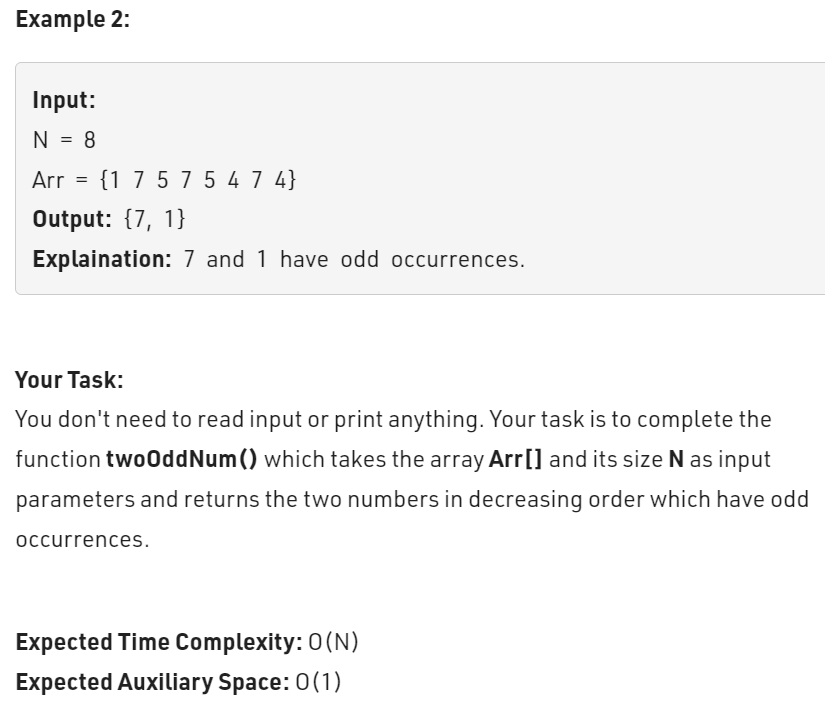 Example 2:
Input:
N = 8
Arr = {1 7 5 7 5 4 7 4}
Output: {7, 1}
Explaination: 7 and 1 have odd occurrences.
Your Task:
You don't need to read input or print anything. Your task is to complete the
function twoOddNum() which takes the array Arr[] and its size N as input
parameters and returns the two numbers in decreasing order which have odd
occurrences.
Expected Time Complexity: O(N)
Expected Auxiliary Space: O(1)